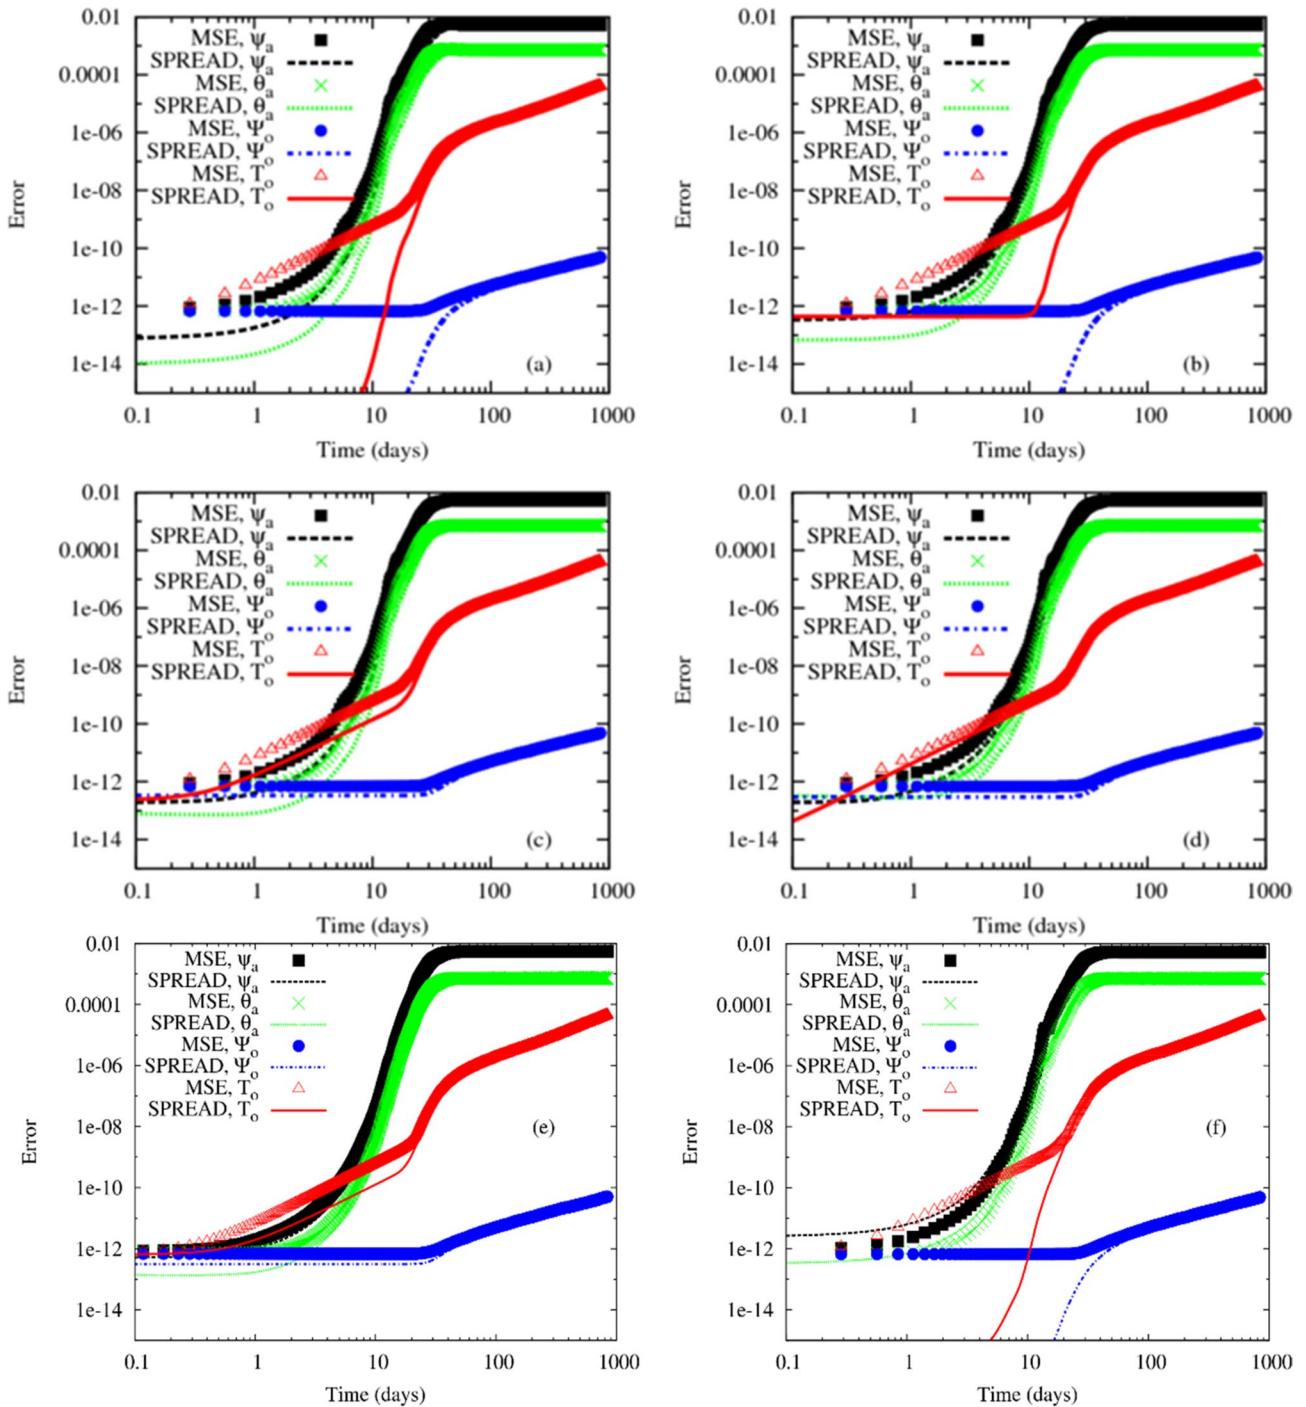 0.01
0.0001
1e-06
1e-08
1e-10
1e-12
1e-14
Error
MSE, ψa
SPREAD, ψa
MSE, θa
SPREAD, θa
MSE, Ψo
SPREAD, Ψo
MSE, To
SPREAD, To
(a)
0.1 1 10 100 1000
Time (days)
0.01
0.0001
1e-06
1e-08
1e-10
1e-12
1e-14
Error
MSE, ψa
SPREAD, ψa
MSE, θa
SPREAD, θa
MSE, Ψo
SPREAD, Ψo
MSE, To
SPREAD, To
(b)
0.1 1 10 100 1000
Time (days)
0.01
0.0001
1e-06
1e-08
1e-10
1e-12
1e-14
Error
MSE, ψa
SPREAD, ψa
MSE, θa
SPREAD, θa
MSE, Ψo
SPREAD, Ψo
MSE, To
SPREAD, To
(c)
0.1 1 10 100 1000
Time (days)
0.01
0.0001
1e-06
1e-08
1e-10
1e-12
1e-14
Error
MSE, ψa
SPREAD, ψa
MSE, θa
SPREAD, θa
MSE, Ψo
SPREAD, Ψo
MSE, To
SPREAD, To
(d)
0.1 1 10 100 1000
Time (days)
0.01
0.0001
1e-06
1e-08
1e-10
1e-12
1e-14
Error
MSE, ψa
SPREAD, ψa
MSE, θa
SPREAD, θa
MSE, Ψo
SPREAD, Ψo
MSE, To
SPREAD, To
(e)
0.1 1 10 100 1000
Time (days)
0.01
0.0001
1e-06
1e-08
1e-10
1e-12
1e-14
Error
MSE, ψa
SPREAD, ψa
MSE, θa
SPREAD, θa
MSE, Ψo
SPREAD, Ψo
MSE, To
SPREAD, To
(f)
0.1 1 10 100 1000
Time (days)